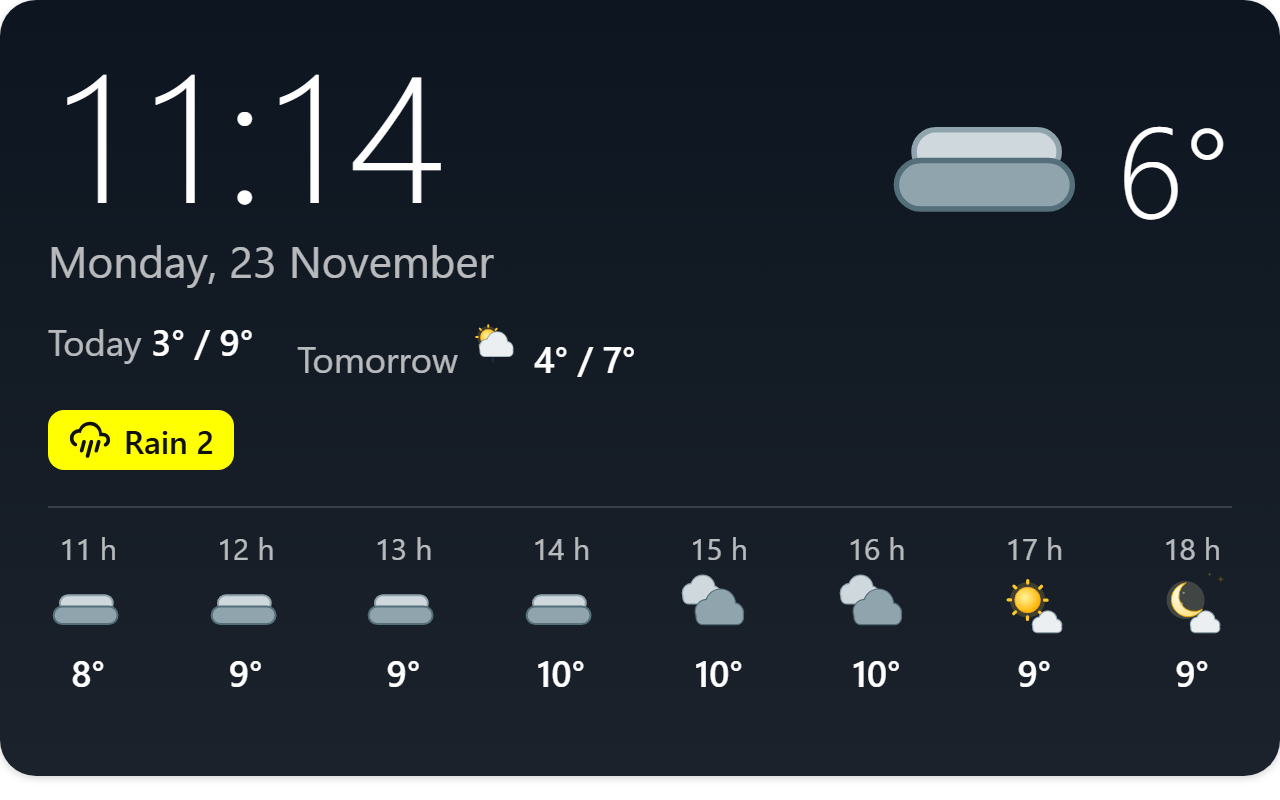 11:14
6°
Monday, 23 November
Today 3° / 9°
Tomorrow 4° / 7°
Rain 2
11 h 12 h 13 h 14 h 15 h 16 h 17 h 18 h
8° 9° 9° 10° 10° 10° 9° 9°